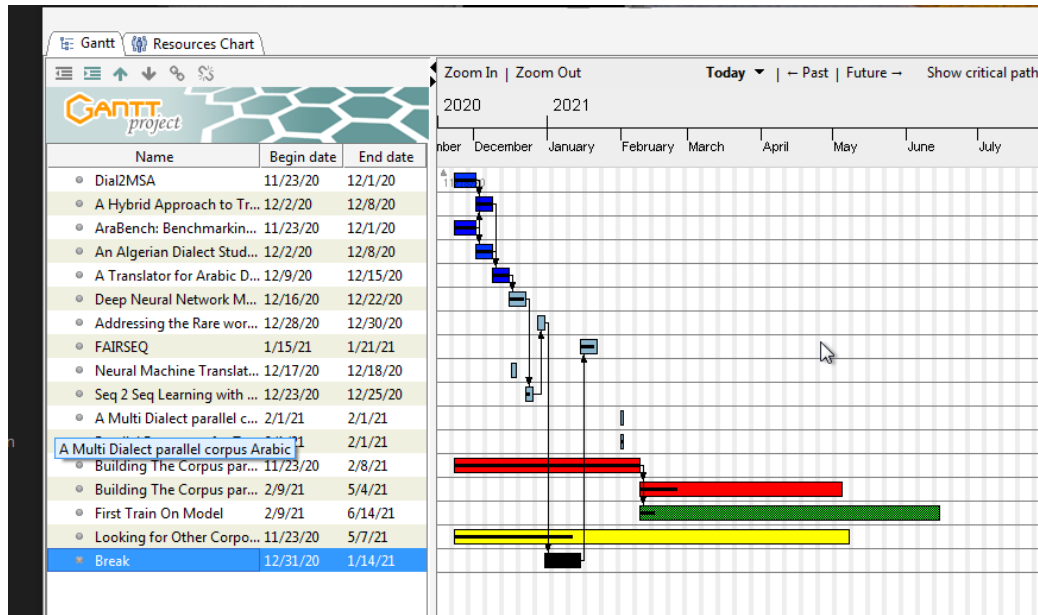 Gantt Resources Chart
Zoom In | Zoom Out Today ▼ | ←Past | Future→ Show critical path
GANTT
project
2020 2021
Name Begin date End date
nber December January February March April May June July
Dial2MSA 11/23/20 12/1/20
A Hybrid Approach to Tr... 12/2/20 12/8/20
AraBench: Benchmarkin... 11/23/20 12/1/20
An Algerian Dialect Stud... 12/2/20 12/8/20
A Translator for Arabic D... 12/9/20 12/15/20
Deep Neural Network M... 12/16/20 12/22/20
Addressing the Rare wor... 12/28/20 12/30/20
FAIRSEQ 1/15/21 1/21/21
Neural Machine Translat... 12/17/20 12/18/20
Seq 2 Seq Learning with ... 12/23/20 12/25/20
A Multi Dialect parallel c... 2/1/21 2/1/21
2/1/21
A Multi Dialect parallel corpus Arabic
Building The Corpus par... 11/23/20 2/8/21
Building The Corpus par... 2/9/21 5/4/21
First Train On Model 2/9/21 6/14/21
Looking for Other Corpo... 11/23/20 5/7/21
Break 12/31/20 1/14/21